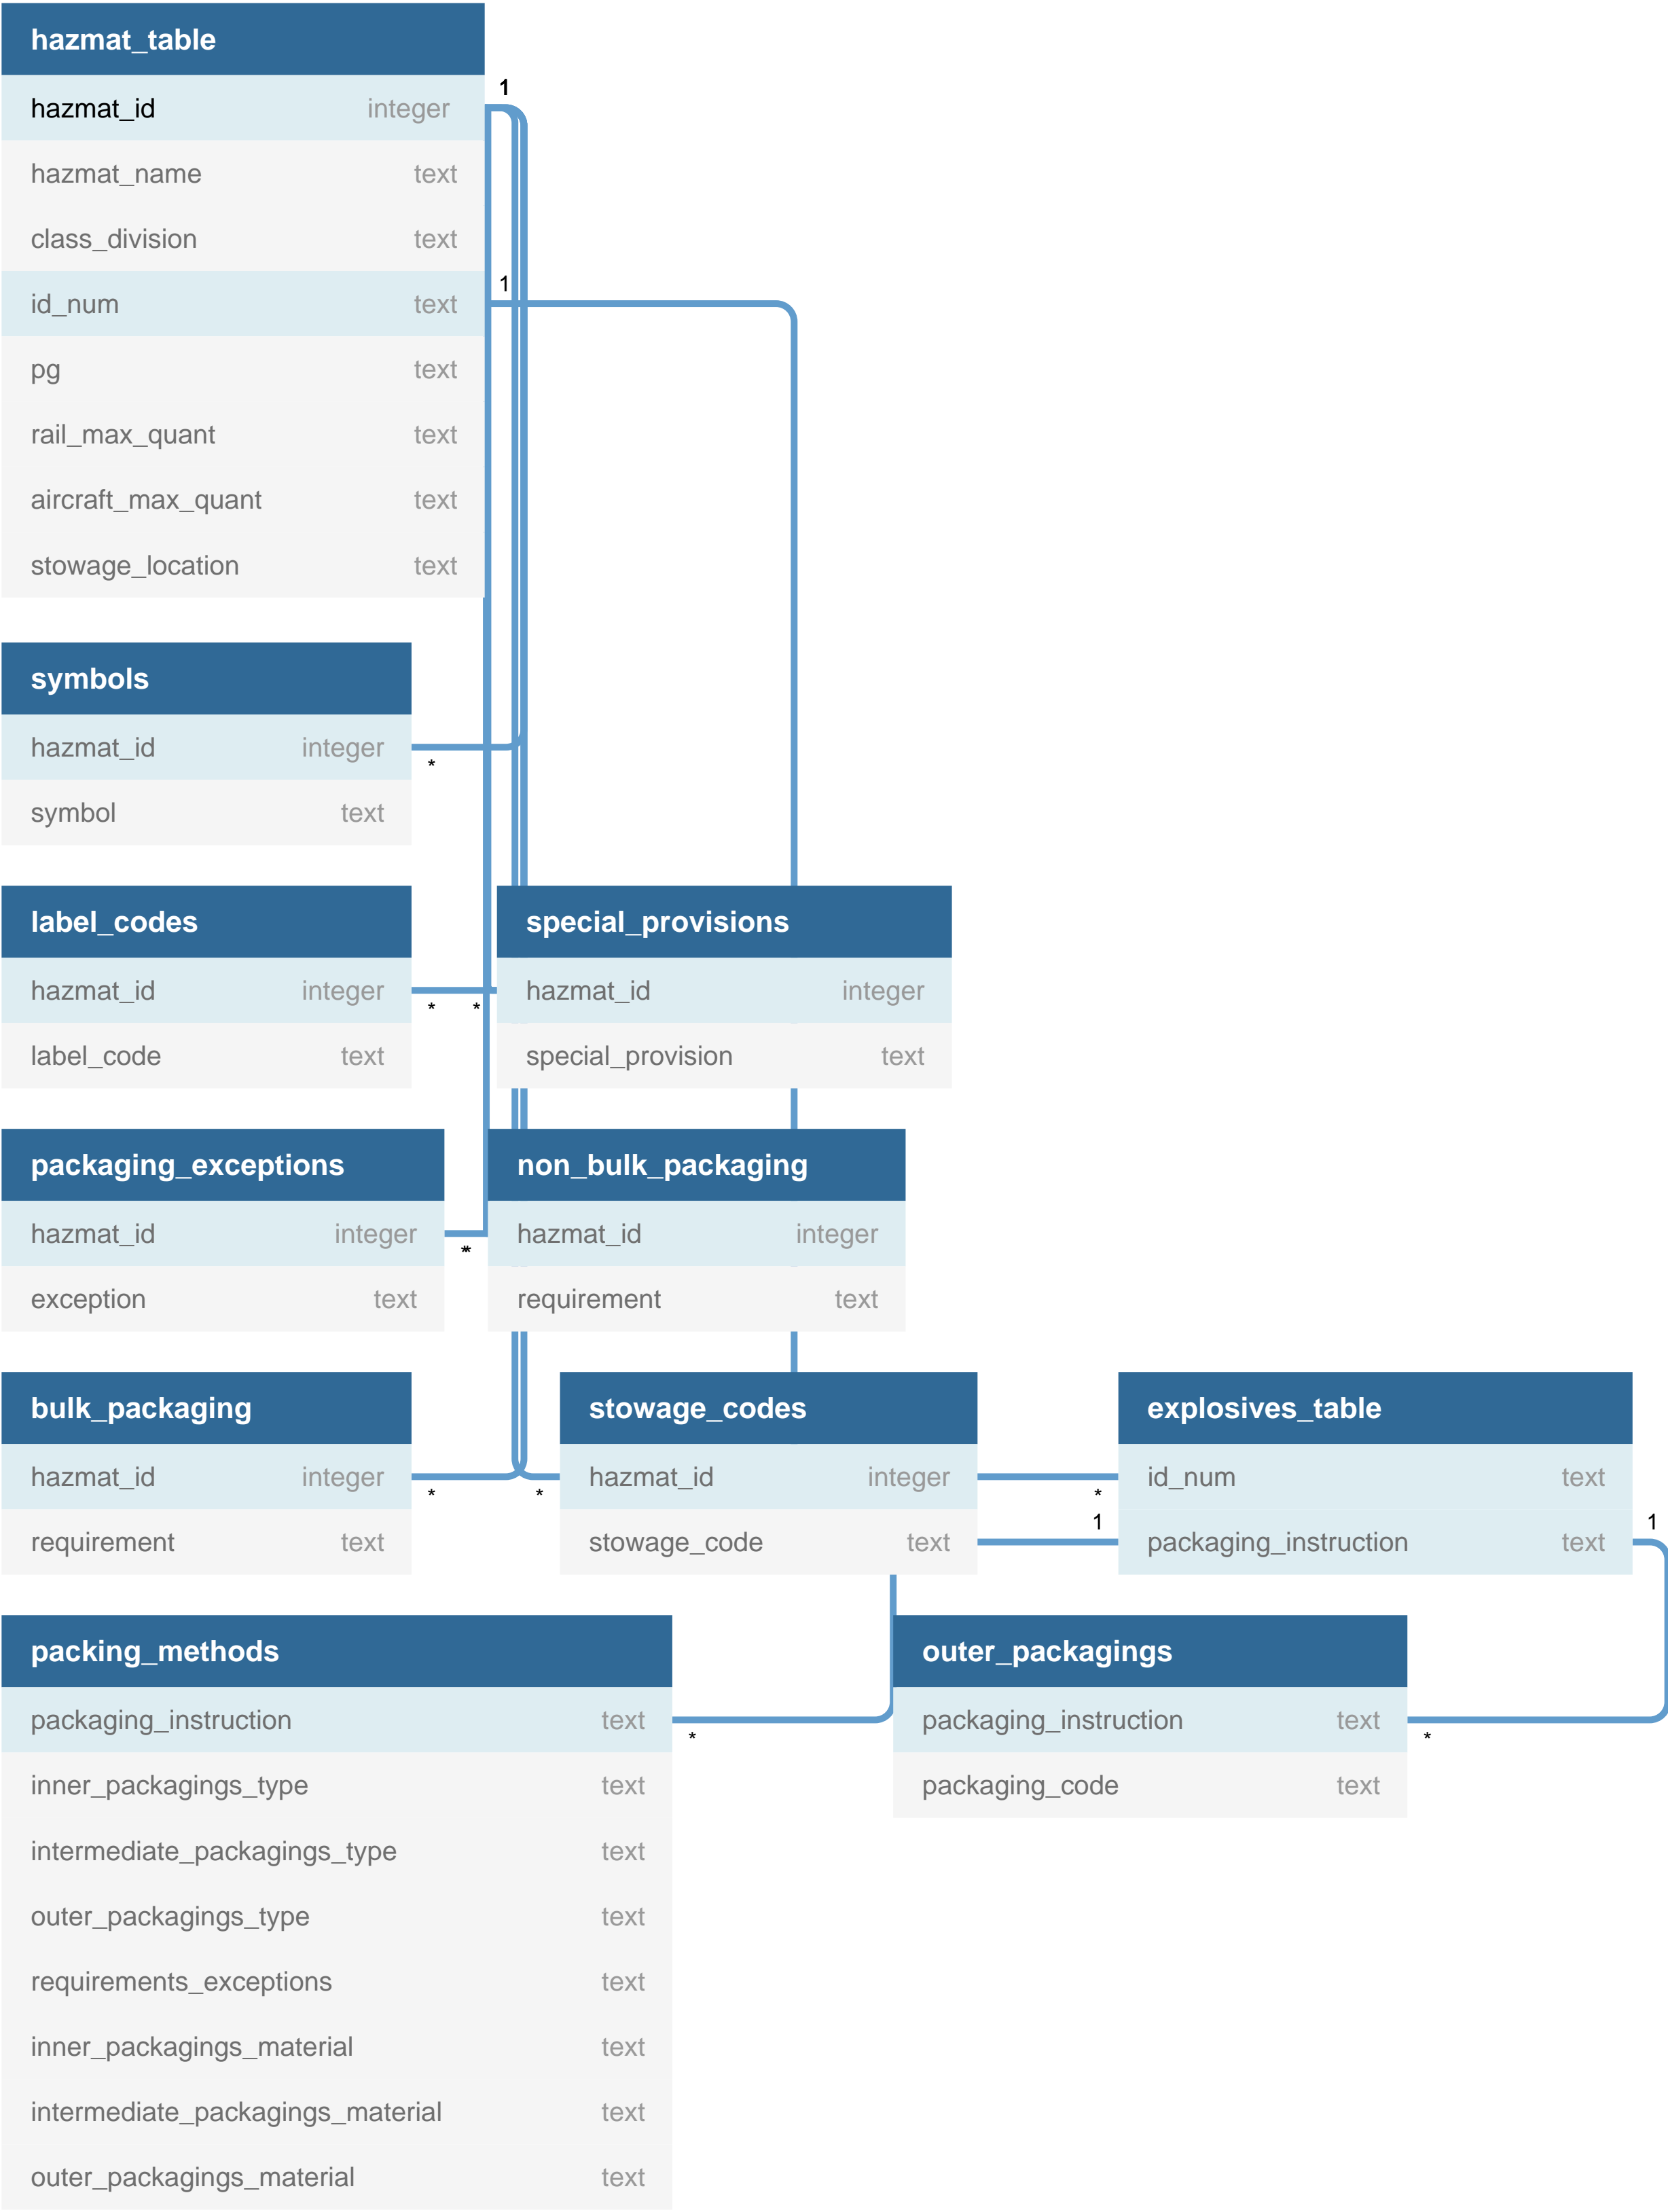 hazmat_table
1
hazmat_id integer
hazmat_name text
class_division text
1
id_num text
pg text
rail_max_quant text
aircraft_max_quant text
stowage_location text
symbols
hazmat_id integer
*
symbol text
label_codes
hazmat_id integer
*
label_code text
special_provisions
hazmat_id integer
*
special_provision text
packaging_exceptions
hazmat_id integer
*
exception text
non_bulk_packaging
hazmat_id integer
*
requirement text
bulk_packaging
hazmat_id integer
*
requirement text
stowage_codes
hazmat_id integer
*
stowage_code text
explosives_table
id_num text
*
1
packaging_instruction text
1
packing_methods
packaging_instruction text
*
inner_packagings_type text
intermediate_packagings_type text
outer_packagings_type text
requirements_exceptions text
inner_packagings_material text
intermediate_packagings_material text
outer_packagings_material text
outer_packagings
packaging_instruction text
*
packaging_code text